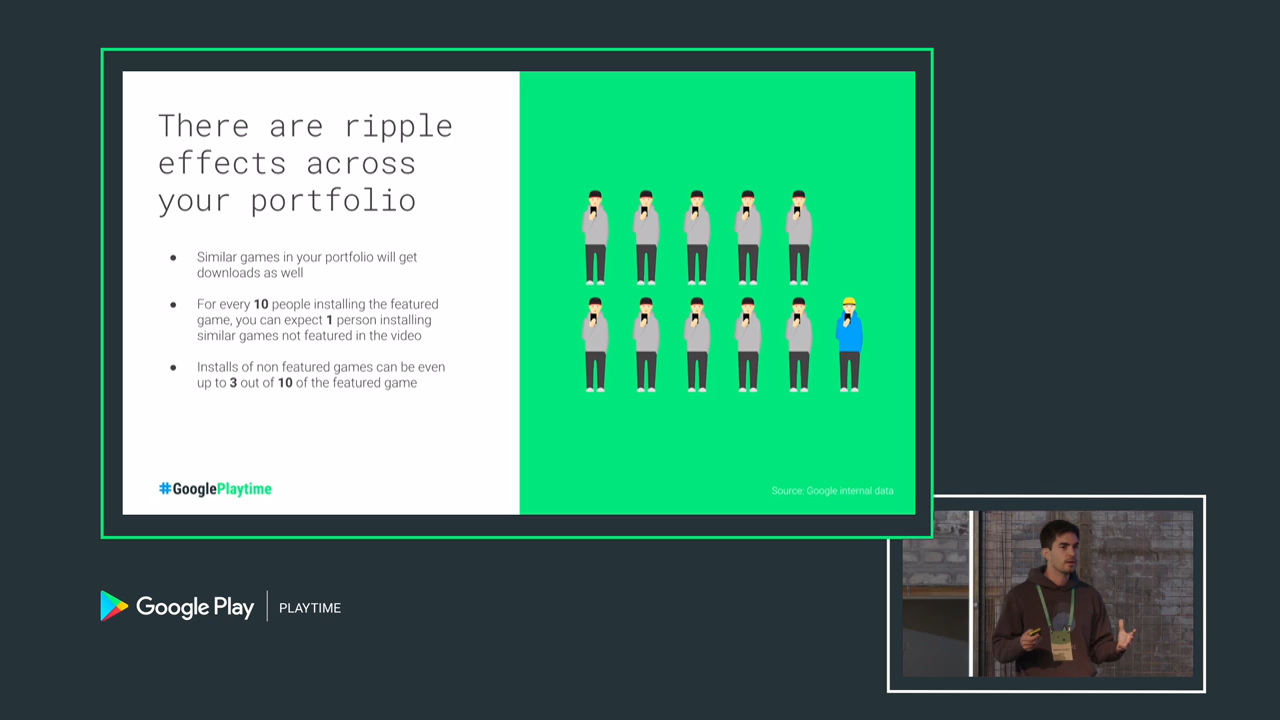 There are ripple
effects across
your portfolio
● Similar games in your portfolio will get
downloads as well
● For every 10 people installing the featured
game, you can expect 1 person installing
similar games not featured in the video
● Installs of non featured games can be even
up to 3 out of 10 of the featured game
#GooglePlaytime
Source: Google internal data
Google Play | PLAYTIME